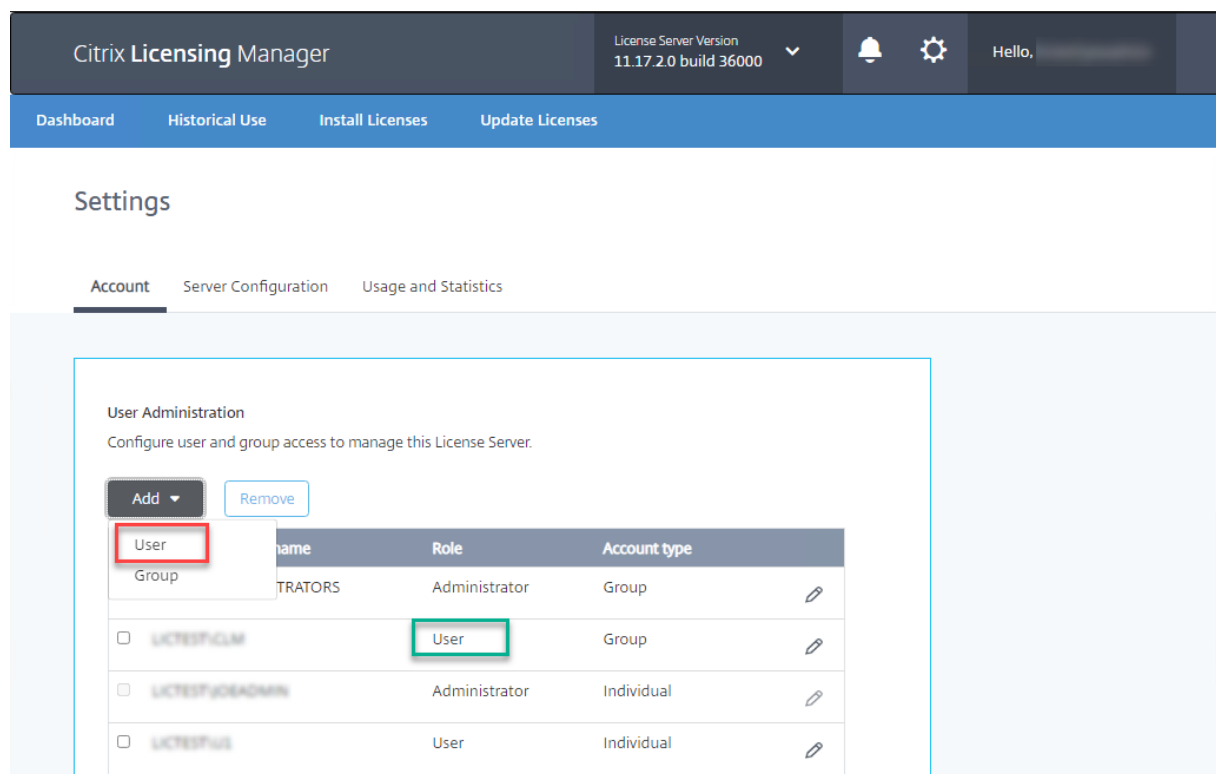 Citrix Licensing Manager
License Server Version
11.17.2.0 build 36000
Hello,
Dashboard Historical Use Install Licenses Update Licenses
Settings
Account Server Configuration Usage and Statistics
User Administration
Configure user and group access to manage this License Server.
Add Remove
User
Group
name Role Account type
TRATORS Administrator Group
User Group
Administrator Individual
User Individual